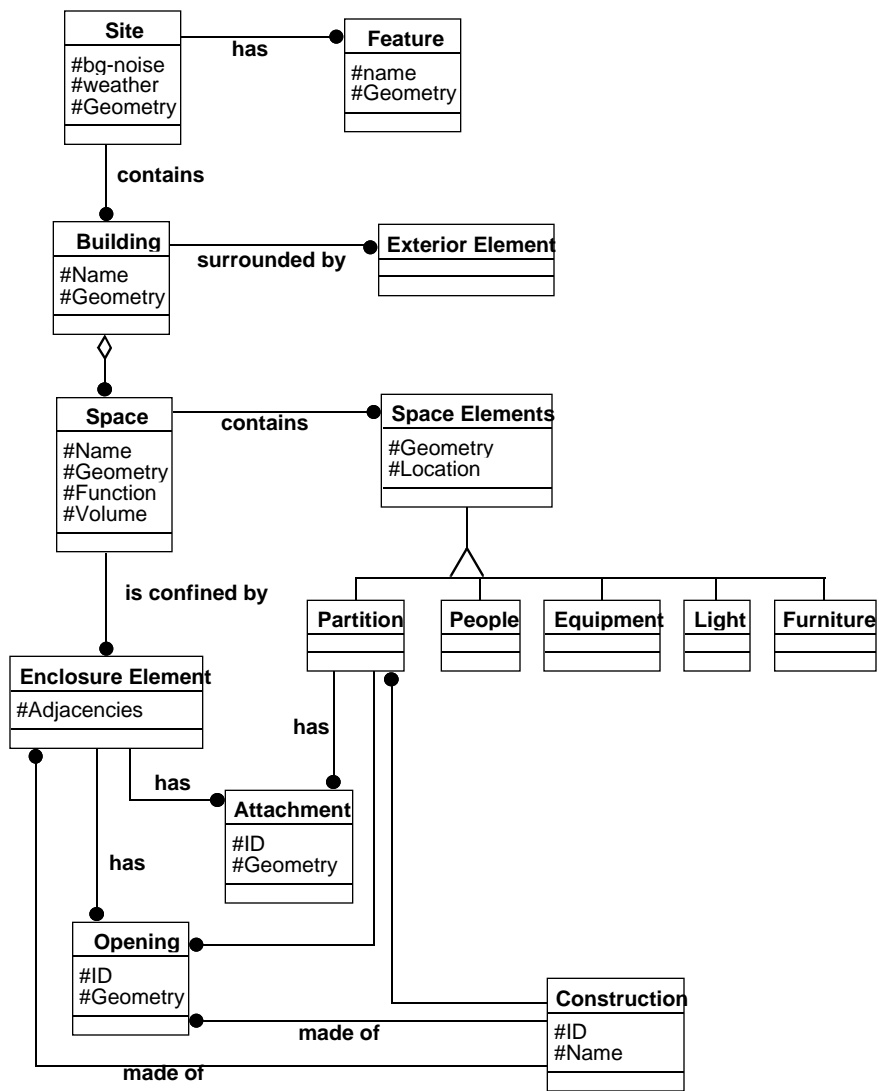 Site
#bg-noise
#weather
#Geometry
has
Feature
#name
#Geometry
contains
Building
#Name
#Geometry
surrounded by
Exterior Element
Space
#Name
#Geometry
#Function
#Volume
contains
Space Elements
#Geometry
#Location
is confined by
Partition
People
Equipment
Light
Furniture
Enclosure Element
#Adjacencies
has
has
Attachment
#ID
#Geometry
has
Opening
#ID
#Geometry
made of
Construction
#ID
#Name
made of